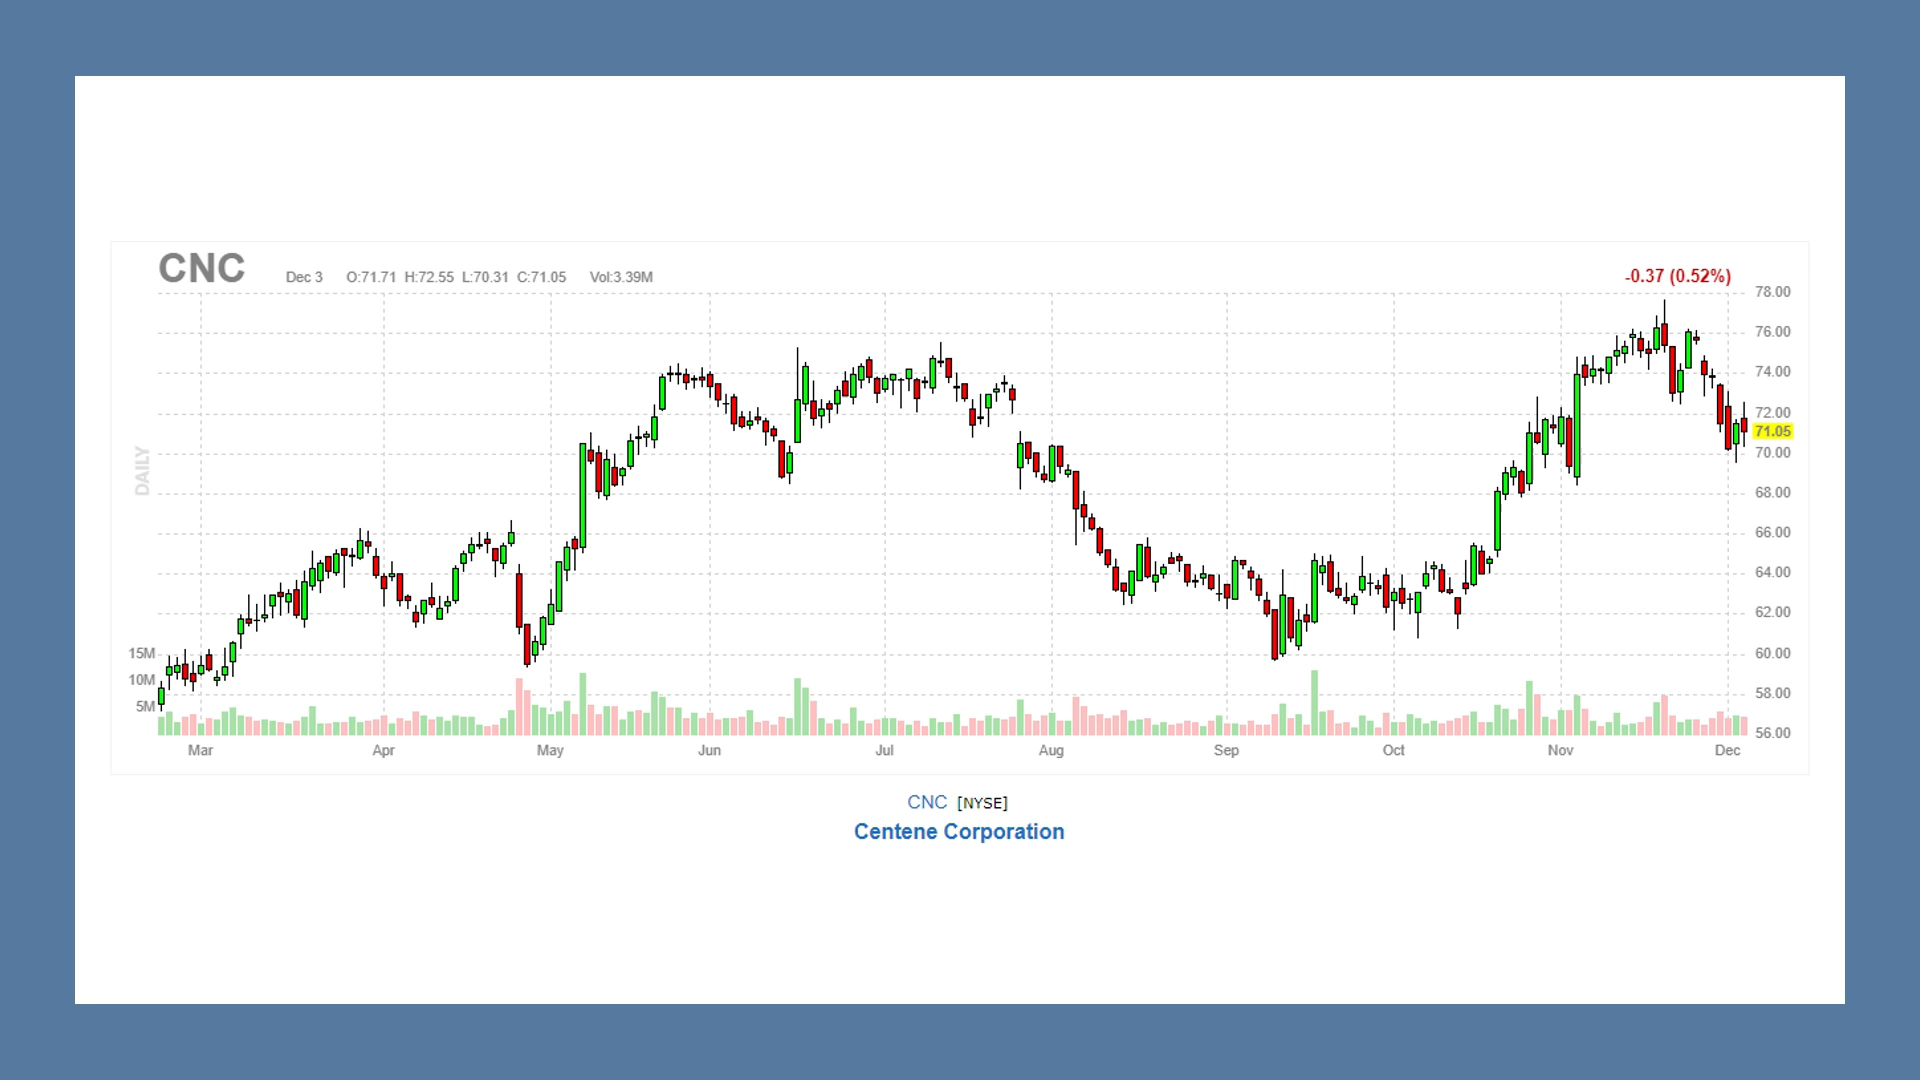 CNC Dec 3 O:71.71 H:72.55 L:70.31 C:71.05 Vol:3.39M -0.37 (0.52%)
78.00
76.00
74.00
72.00
71.05
70.00
68.00
66.00
64.00
62.00
60.00
58.00
56.00
DAILY
15M
10M
5M
Mar Apr May Jun Jul Aug Sep Oct Nov Dec
CNC [NYSE]
Centene Corporation